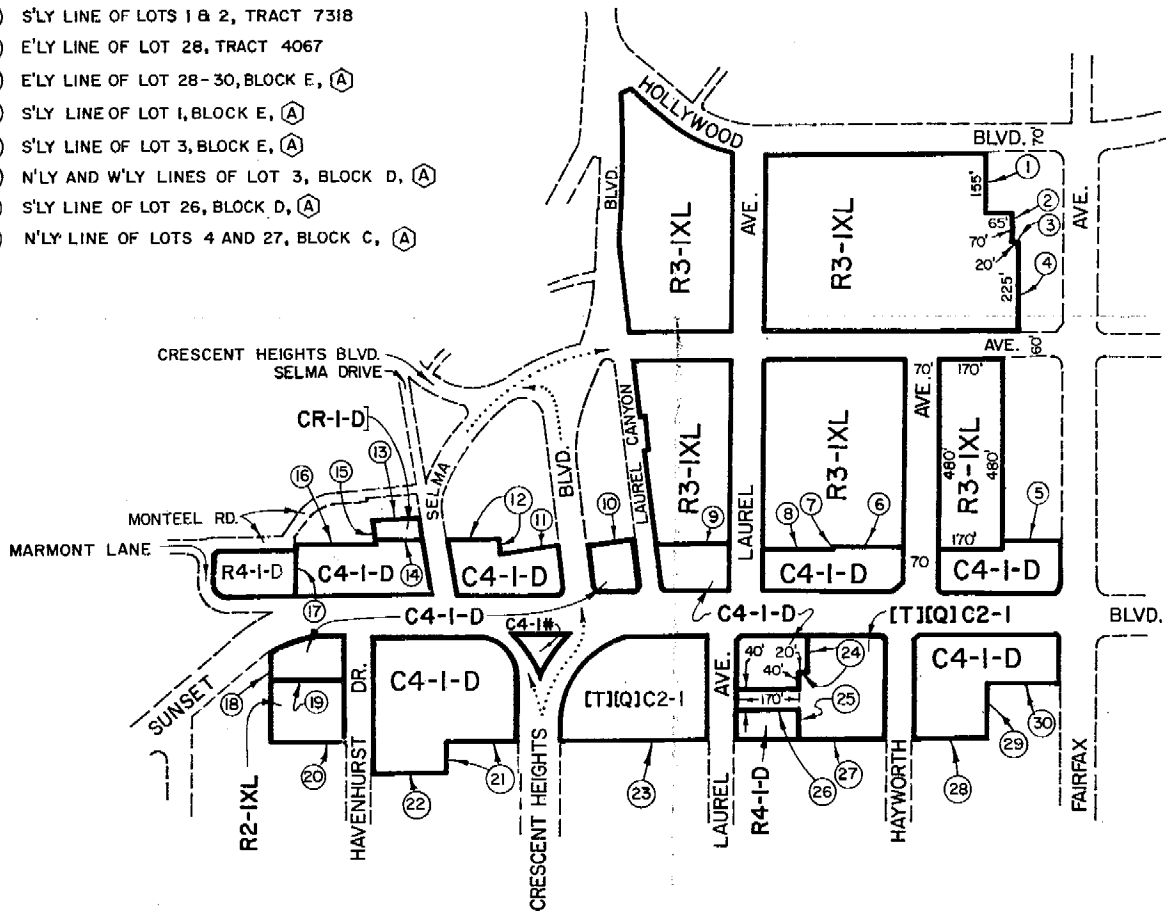 ) S'LY LINE OF LOTS 1 & 2, TRACT 7318
) E'LY LINE OF LOT 28, TRACT 4067
) E'LY LINE OF LOT 28-30, BLOCK E, (A)
) S'LY LINE OF LOT 1, BLOCK E, (A)
) S'LY LINE OF LOT 3, BLOCK E, (A)
) N'LY AND W'LY LINES OF LOT 3, BLOCK D, (A)
) S'LY LINE OF LOT 26, BLOCK D, (A)
) N'LY LINE OF LOTS 4 AND 27, BLOCK C, (A)
HOLLYWOOD
BLVD.
70'
BLVD.
AVE.
AVE.
155'
1
65'
2
70'
3
20'
4
225'
R3-1XL
R3-1XL
AVE.
60'
CRESCENT HEIGHTS BLVD.
SELMA DRIVE
CR-1-D
13
15
16
SELMA
12
11
BLVD.
10
LAUREL CANYON
R3-1XL
9
LAUREL
8
7
6
R3-1XL
70'
AVE.
170'
480'
R3-1XL
480'
170'
5
MONTEEL RD.
MARMONT LANE
R4-1-D
C4-1-D
14
C4-1-D
C4-1-D
70
C4-1-D
17
C4-1-D
C4-1#
C4-1-D
[T][Q]C2-1
BLVD.
SUNSET
18
19
DR.
C4-1-D
[T][Q]C2-1
AVE.
40'
20'
40'
170'
24
25
C4-1-D
30
29
20
21
22
23
26
27
28
R2-1XL
HAVENHURST
CRESCENT HEIGHTS
LAUREL
R4-1-D
HAYWORTH
FAIRFAX